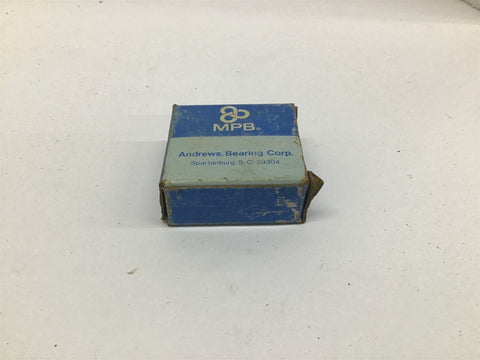 MPB®
Andrews Bearing Corp.
Spartanburg, S. C. 29304